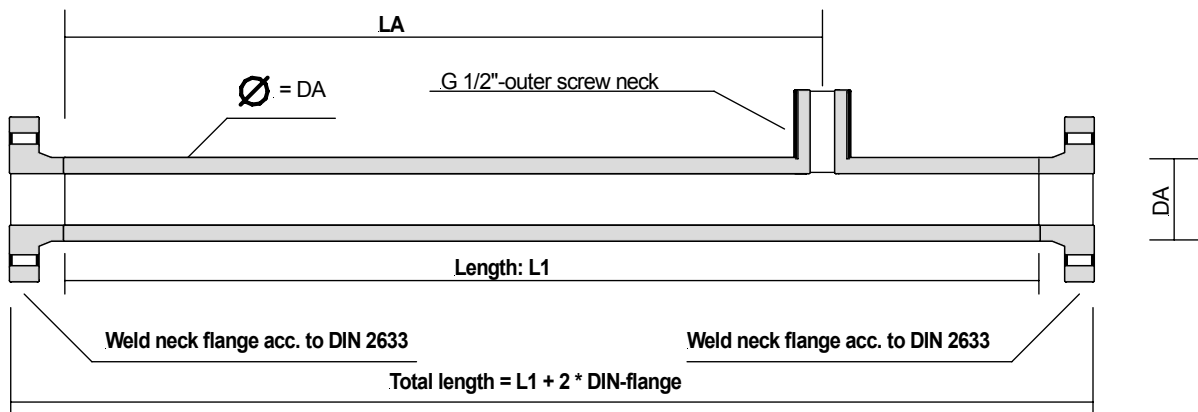 LA
Ø = DA
G 1/2"-outer screw neck
DA
Length: L1
Weld neck flange acc. to DIN 2633
Weld neck flange acc. to DIN 2633
Total length = L1 + 2 * DIN-flange